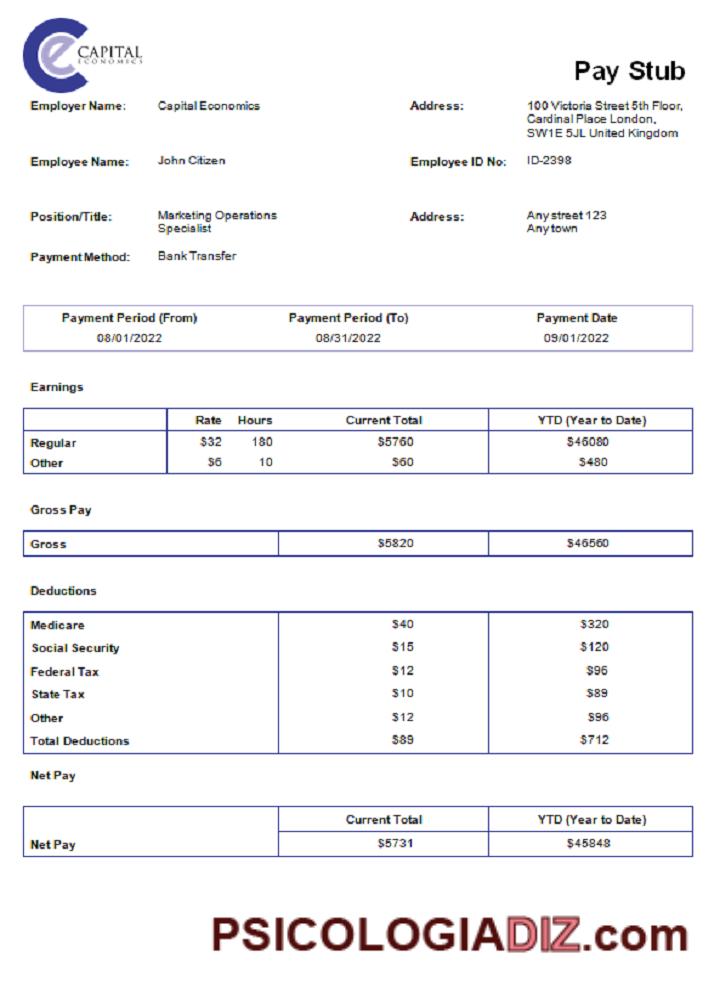 CAPITAL
ECONOMICS
Pay Stub
Employer Name: Capital Economics Address: 100 Victoria Street 5th Floor,
Cardinal Place London,
SW1E 5JL United Kingdom
Employee Name: John Citizen Employee ID No: ID-2398
Position/Title: Marketing Operations Address: Any street 123
Specialist Any town
Payment Method: Bank Transfer
Payment Period (From) Payment Period (To) Payment Date
08/01/2022 08/31/2022 09/01/2022
Earnings
Rate Hours Current Total YTD (Year to Date)
Regular $32 180 $5760 $46080
Other $6 10 $60 $480
Gross Pay
Gross $5820 $46560
Deductions
Medicare $40 $320
Social Security $15 $120
Federal Tax $12 $96
State Tax $10 $89
Other $12 $96
Total Deductions $89 $712
Net Pay
Current Total YTD (Year to Date)
Net Pay $5731 $45848
PSICOLOGIADIZ.com